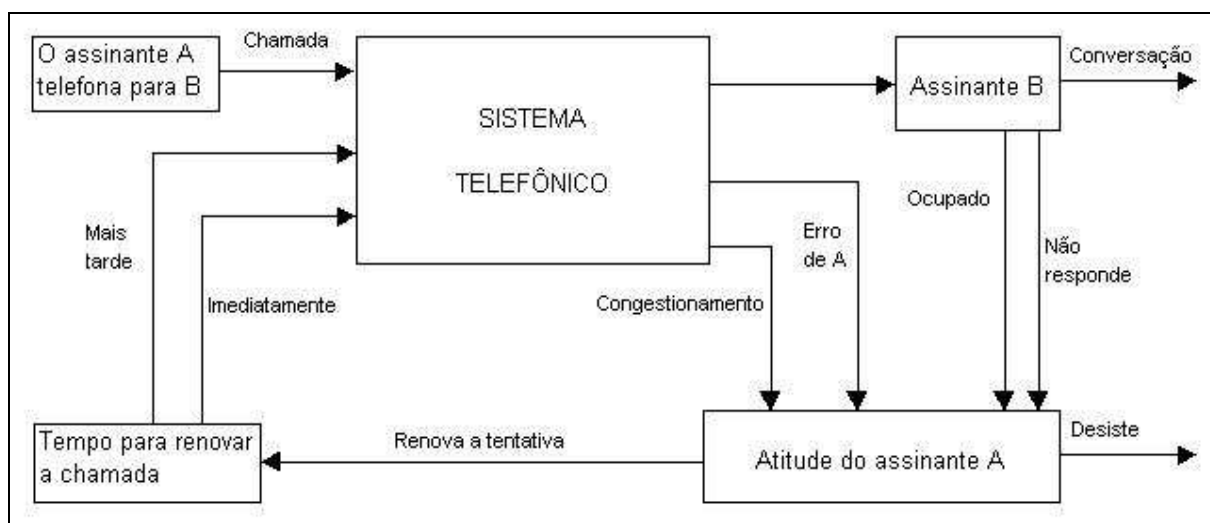 O assinante A
telefona para B
Chamada
SISTEMA
TELEFÔNICO
Assinante B
Conversação
Mais
tarde
Imediatamente
Erro
de A
Congestionamento
Ocupado
Não
responde
Tempo para renovar
a chamada
Renova a tentativa
Atitude do assinante A
Desiste